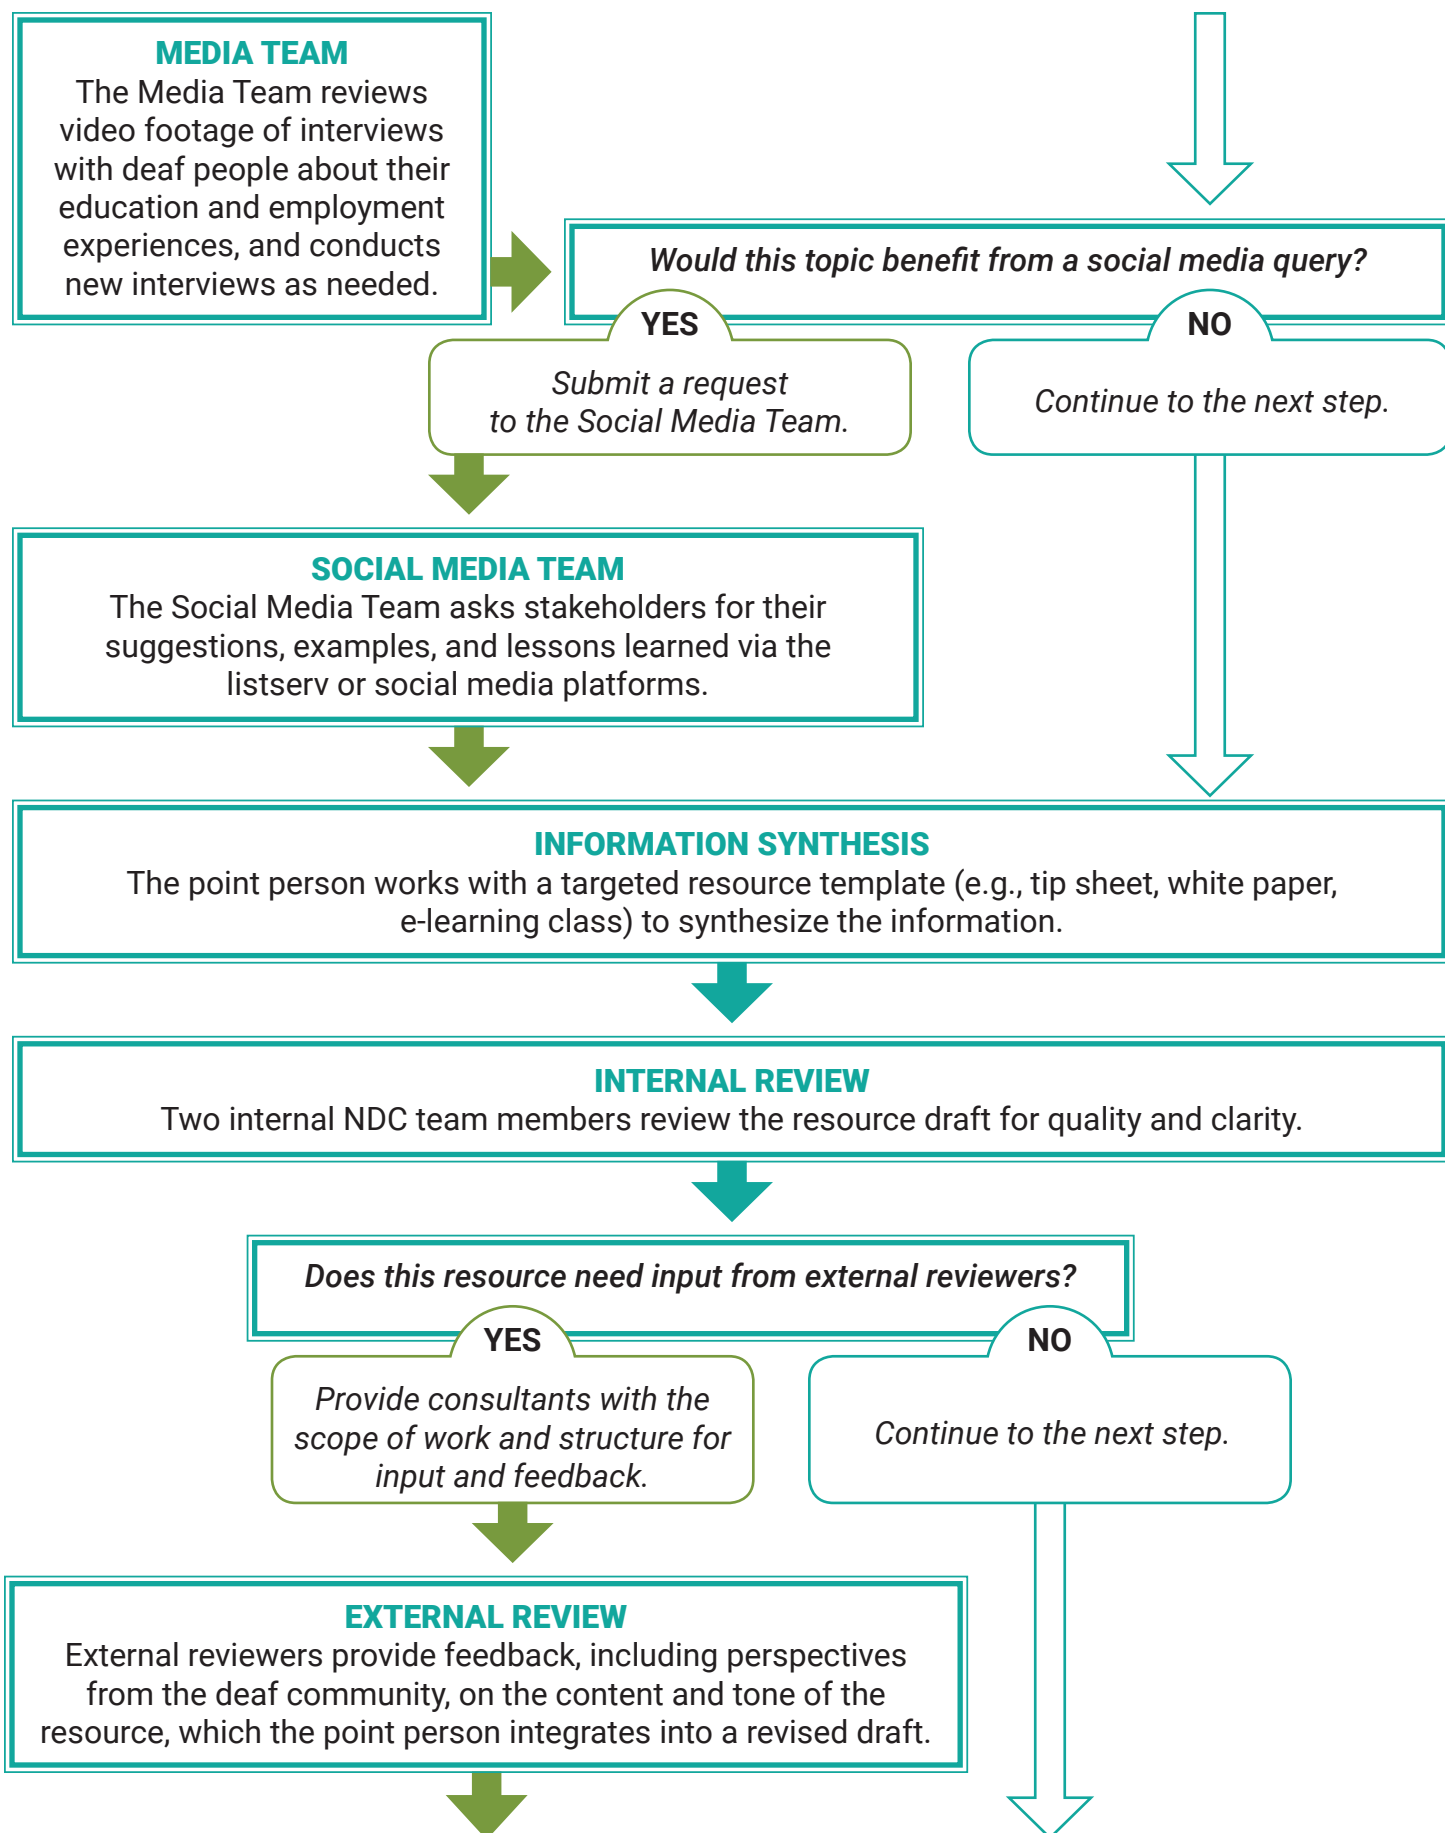 MEDIA TEAM
The Media Team reviews
video footage of interviews
with deaf people about their
education and employment
experiences, and conducts
new interviews as needed.
Would this topic benefit from a social media query?
YES
Submit a request
to the Social Media Team.
NO
Continue to the next step.
SOCIAL MEDIA TEAM
The Social Media Team asks stakeholders for their
suggestions, examples, and lessons learned via the
listserv or social media platforms.
INFORMATION SYNTHESIS
The point person works with a targeted resource template (e.g., tip sheet, white paper,
e-learning class) to synthesize the information.
INTERNAL REVIEW
Two internal NDC team members review the resource draft for quality and clarity.
Does this resource need input from external reviewers?
YES
Provide consultants with the
scope of work and structure for
input and feedback.
NO
Continue to the next step.
EXTERNAL REVIEW
External reviewers provide feedback, including perspectives
from the deaf community, on the content and tone of the
resource, which the point person integrates into a revised draft.